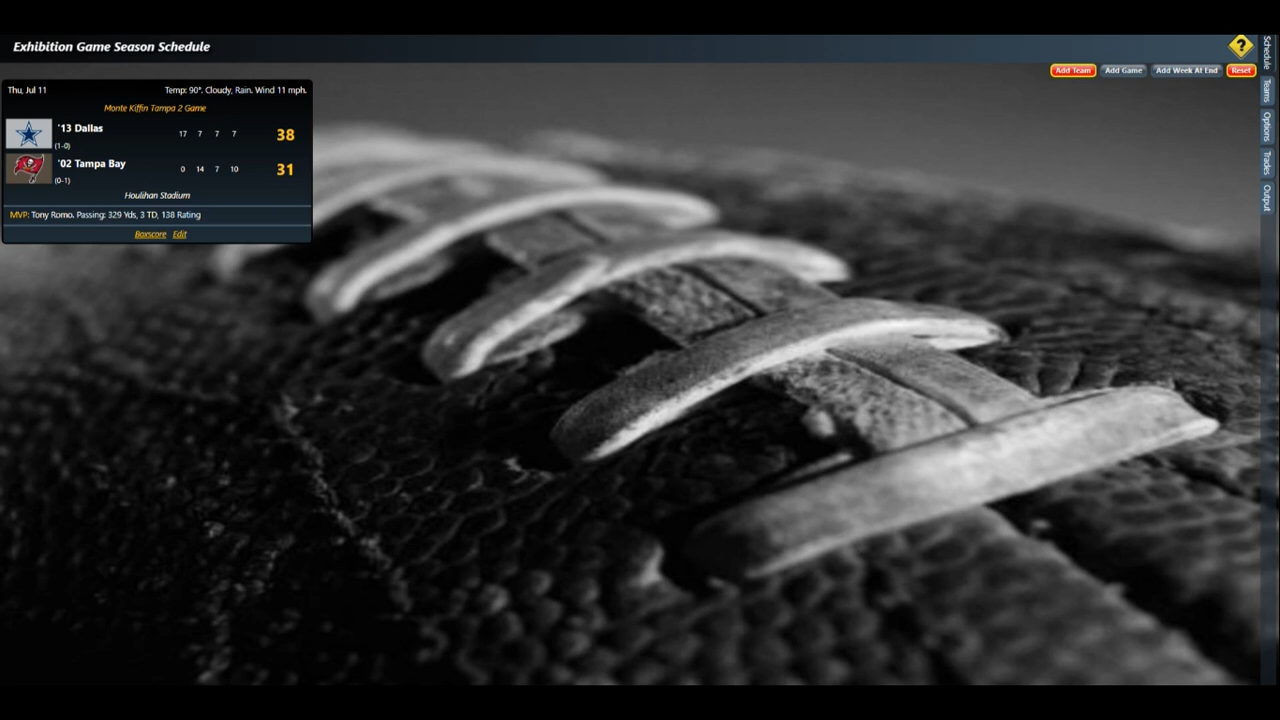 Exhibition Game Season Schedule
?
Add Team Add Game Add Week At End Reset
Schedule
Teams
Options
Trades
Output
Thu, Jul 11 Temp: 90°. Cloudy, Rain. Wind 11 mph.
Monte Kiffin Tampa 2 Game
'13 Dallas 17 7 7 7 38
(1-0)
'02 Tampa Bay 0 14 7 10 31
(0-1)
Houlihan Stadium
MVP: Tony Romo, Passing: 329 Yds, 3 TD, 138 Rating
Boxscore Edit